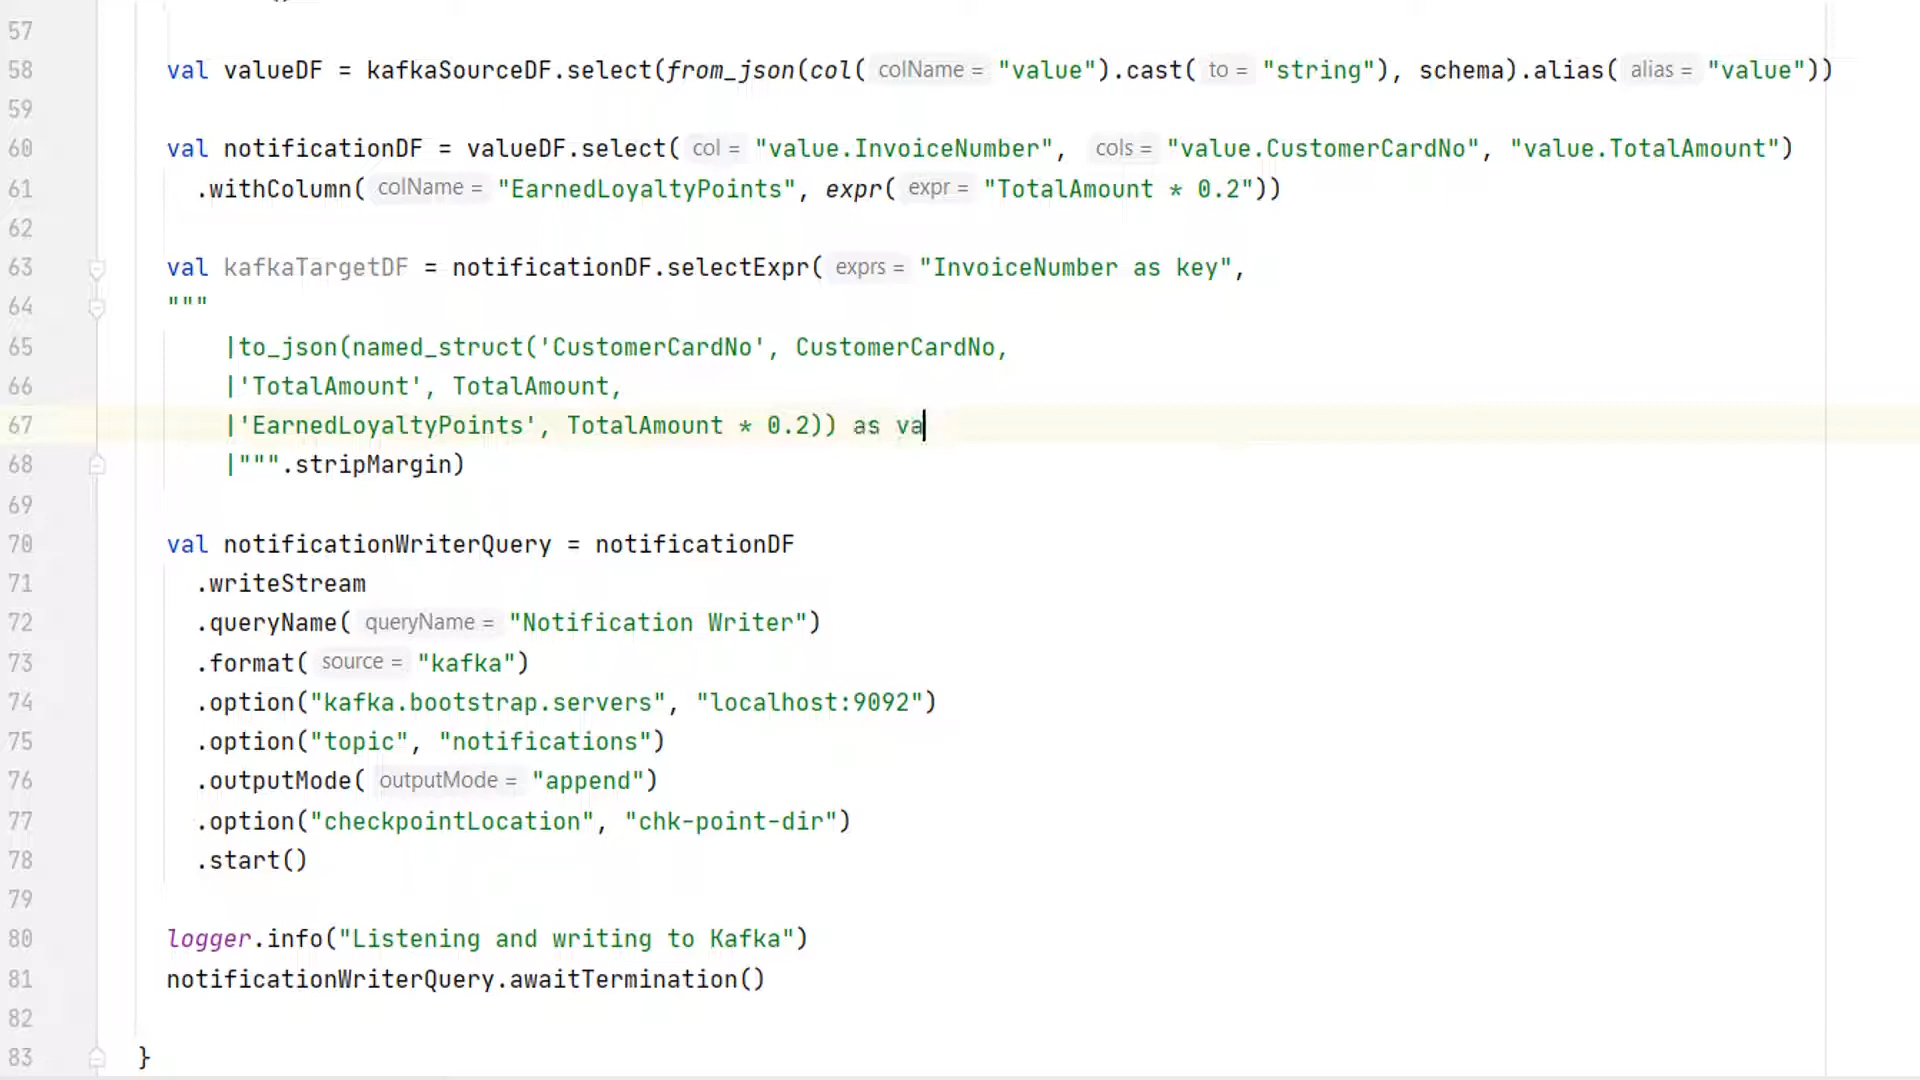 57
58 val valueDF = kafkaSourceDF.select(from_json(col( colName = "value").cast( to = "string"), schema).alias( alias = "value"))
59
60 val notificationDF = valueDF.select( col = "value.InvoiceNumber", cols = "value.CustomerCardNo", "value.TotalAmount")
61 .withColumn( colName = "EarnedLoyaltyPoints", expr( expr = "TotalAmount * 0.2"))
62
63 val kafkaTargetDF = notificationDF.selectExpr( exprs = "InvoiceNumber as key",
64 """
65 |to_json(named_struct('CustomerCardNo', CustomerCardNo,
66 |'TotalAmount', TotalAmount,
67 |'EarnedLoyaltyPoints', TotalAmount * 0.2)) as va
68 |""".stripMargin)
69
70 val notificationWriterQuery = notificationDF
71 .writeStream
72 .queryName( queryName = "Notification Writer")
73 .format( source = "kafka")
74 .option("kafka.bootstrap.servers", "localhost:9092")
75 .option("topic", "notifications")
76 .outputMode( outputMode = "append")
77 .option("checkpointLocation", "chk-point-dir")
78 .start()
79
80 logger.info("Listening and writing to Kafka")
81 notificationWriterQuery.awaitTermination()
82
83 }